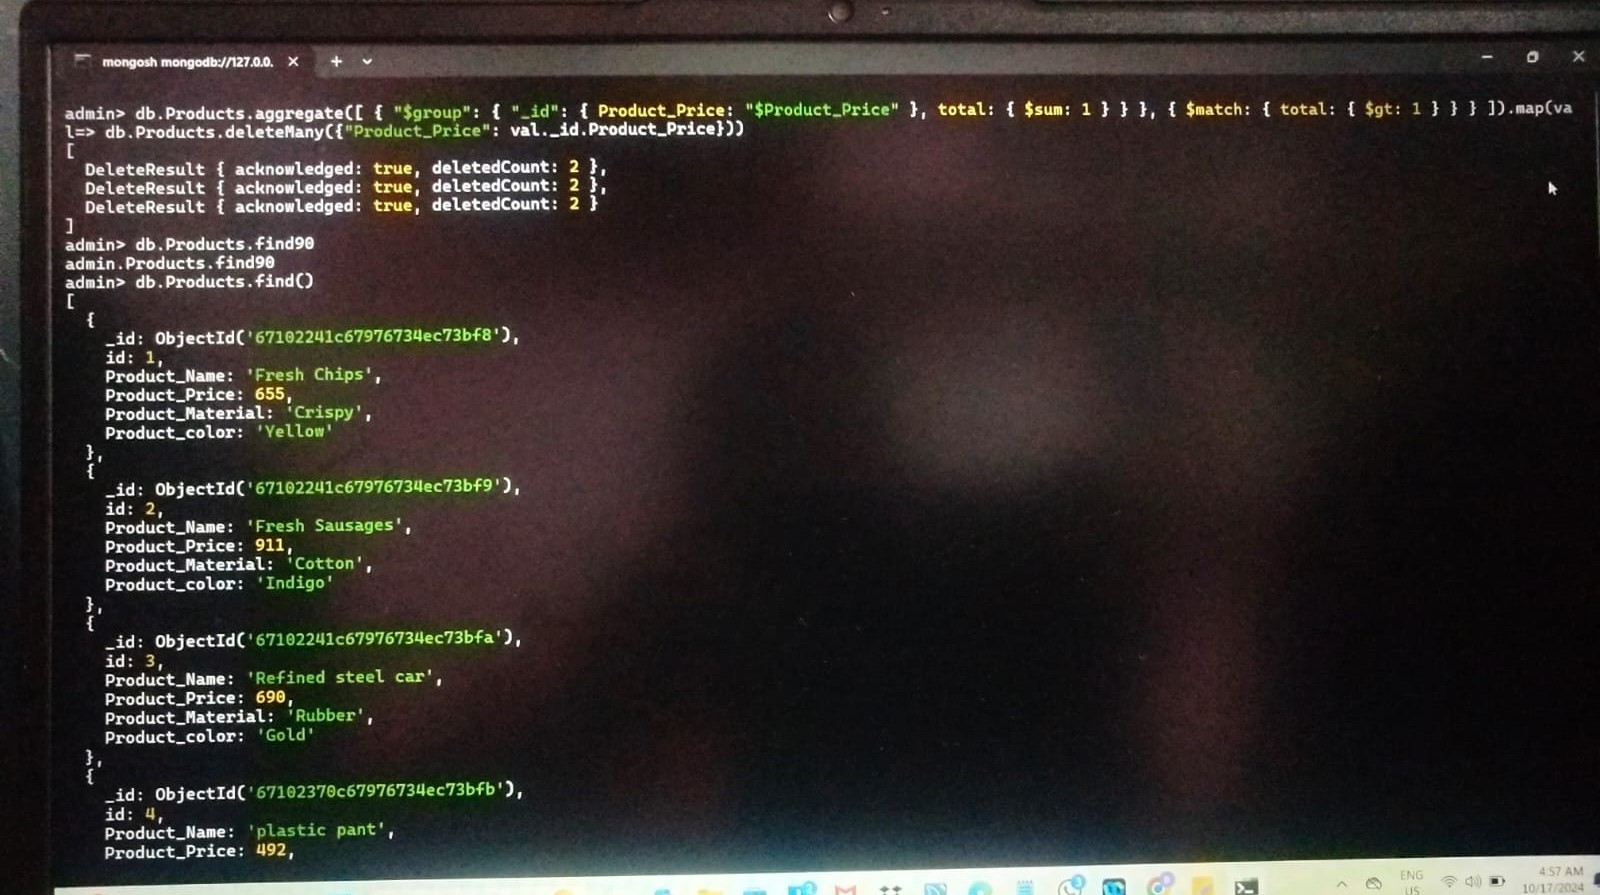 mongosh mongodb://127.0.0.
admin> db.Products.aggregate([ { "$group": { "_id": { Product_Price: "$Product_Price" }, total: { $sum: 1 } } }, { $match: { total: { $gt: 1 } } } ]).map(va
l=> db.Products.deleteMany({"Product_Price": val._id.Product_Price}))
[
DeleteResult { acknowledged: true, deletedCount: 2 },
DeleteResult { acknowledged: true, deletedCount: 2 },
DeleteResult { acknowledged: true, deletedCount: 2 }
]
admin> db.Products.find90
admin.Products.find90
admin> db.Products.find()
[
{
_id: ObjectId('67102241c67976734ec73bf8'),
id: 1,
Product_Name: 'Fresh Chips',
Product_Price: 655,
Product_Material: 'Crispy',
Product_color: 'Yellow'
},
{
_id: ObjectId('67102241c67976734ec73bf9'),
id: 2,
Product_Name: 'Fresh Sausages',
Product_Price: 911,
Product_Material: 'Cotton',
Product_color: 'Indigo'
},
{
_id: ObjectId('67102241c67976734ec73bfa'),
id: 3,
Product_Name: 'Refined steel car',
Product_Price: 690,
Product_Material: 'Rubber',
Product_color: 'Gold'
},
{
_id: ObjectId('67102370c67976734ec73bfb'),
id: 4,
Product_Name: 'plastic pant',
Product_Price: 492,
ENG
US
4:57 AM
10/17/2024